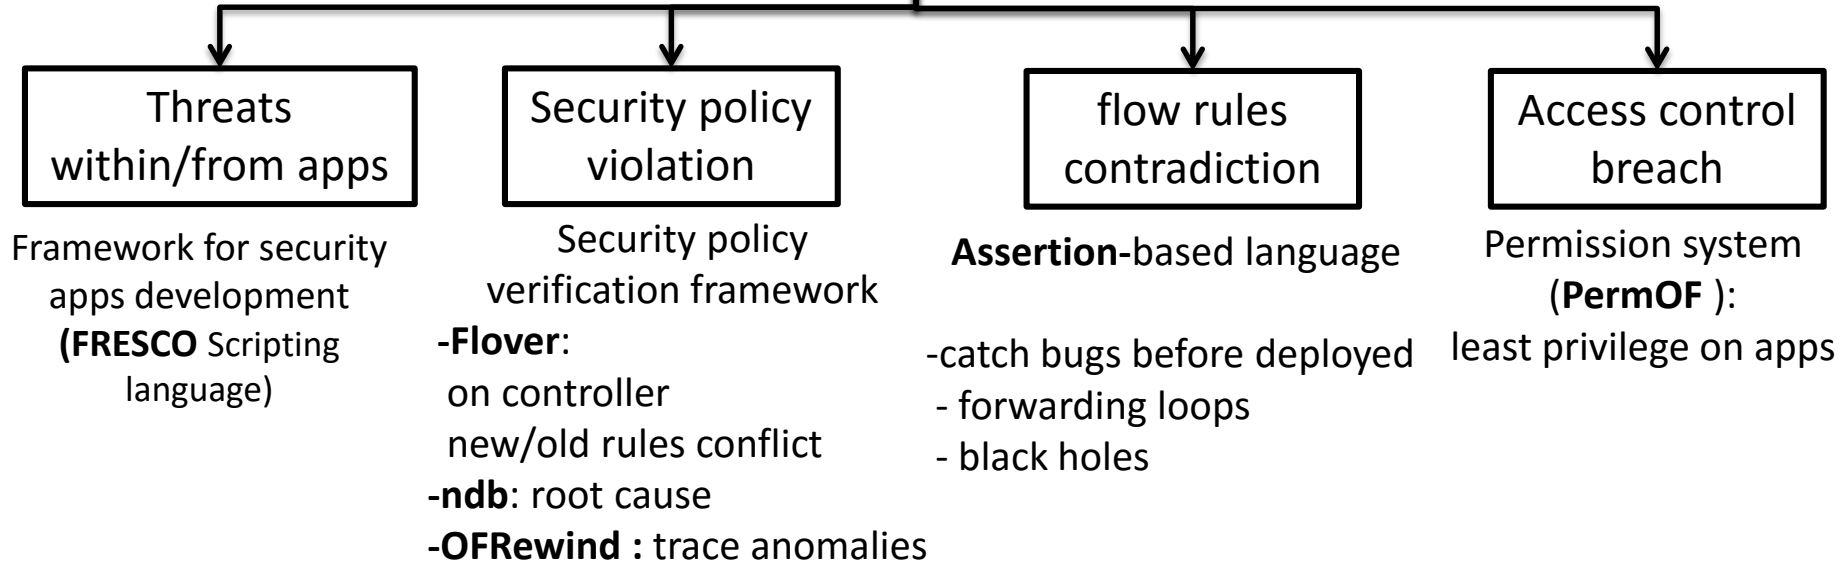 Threats
within/from apps
Framework for security
apps development
(FRESCO Scripting
language)
Security policy
violation
Security policy
verification framework
-Flover:
on controller
new/old rules conflict
-ndb: root cause
-OFRewind : trace anomalies
flow rules
contradiction
Assertion-based language
-catch bugs before deployed
- forwarding loops
- black holes
Access control
breach
Permission system
(PermOF ):
least privilege on apps